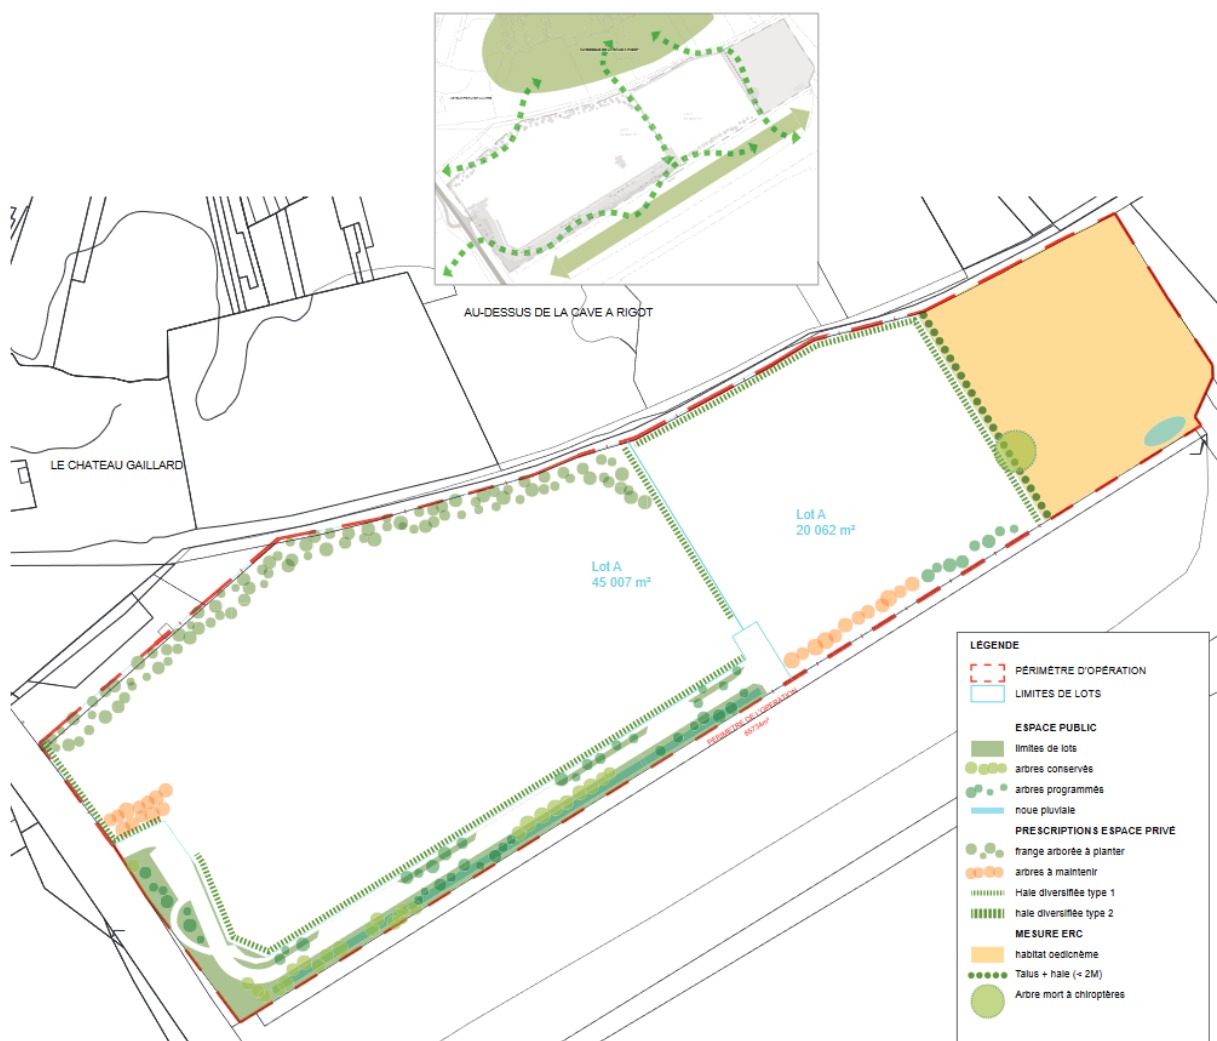 AU-DESSUS DE LA CAVE A RIGOT
LE CHATEAU GAILLARD
Lot A
20 062 m²
Lot A
45 007 m²
PERIMETRE DE L'OPERATION
LÉGENDE
PÉRIMÈTRE D'OPÉRATION
LIMITES DE LOTS
ESPACE PUBLIC
limites de lots
arbres conservés
arbres programmés
noue pluviale
PRESCRIPTIONS ESPACE PRIVÉ
frange arborée à planter
arbres à maintenir
Haie diversifiée type 1
haie diversifiée type 2
MESURE ERC
habitat oedicnème
Talus + haie (< 2M)
Arbre mort à chiroptères